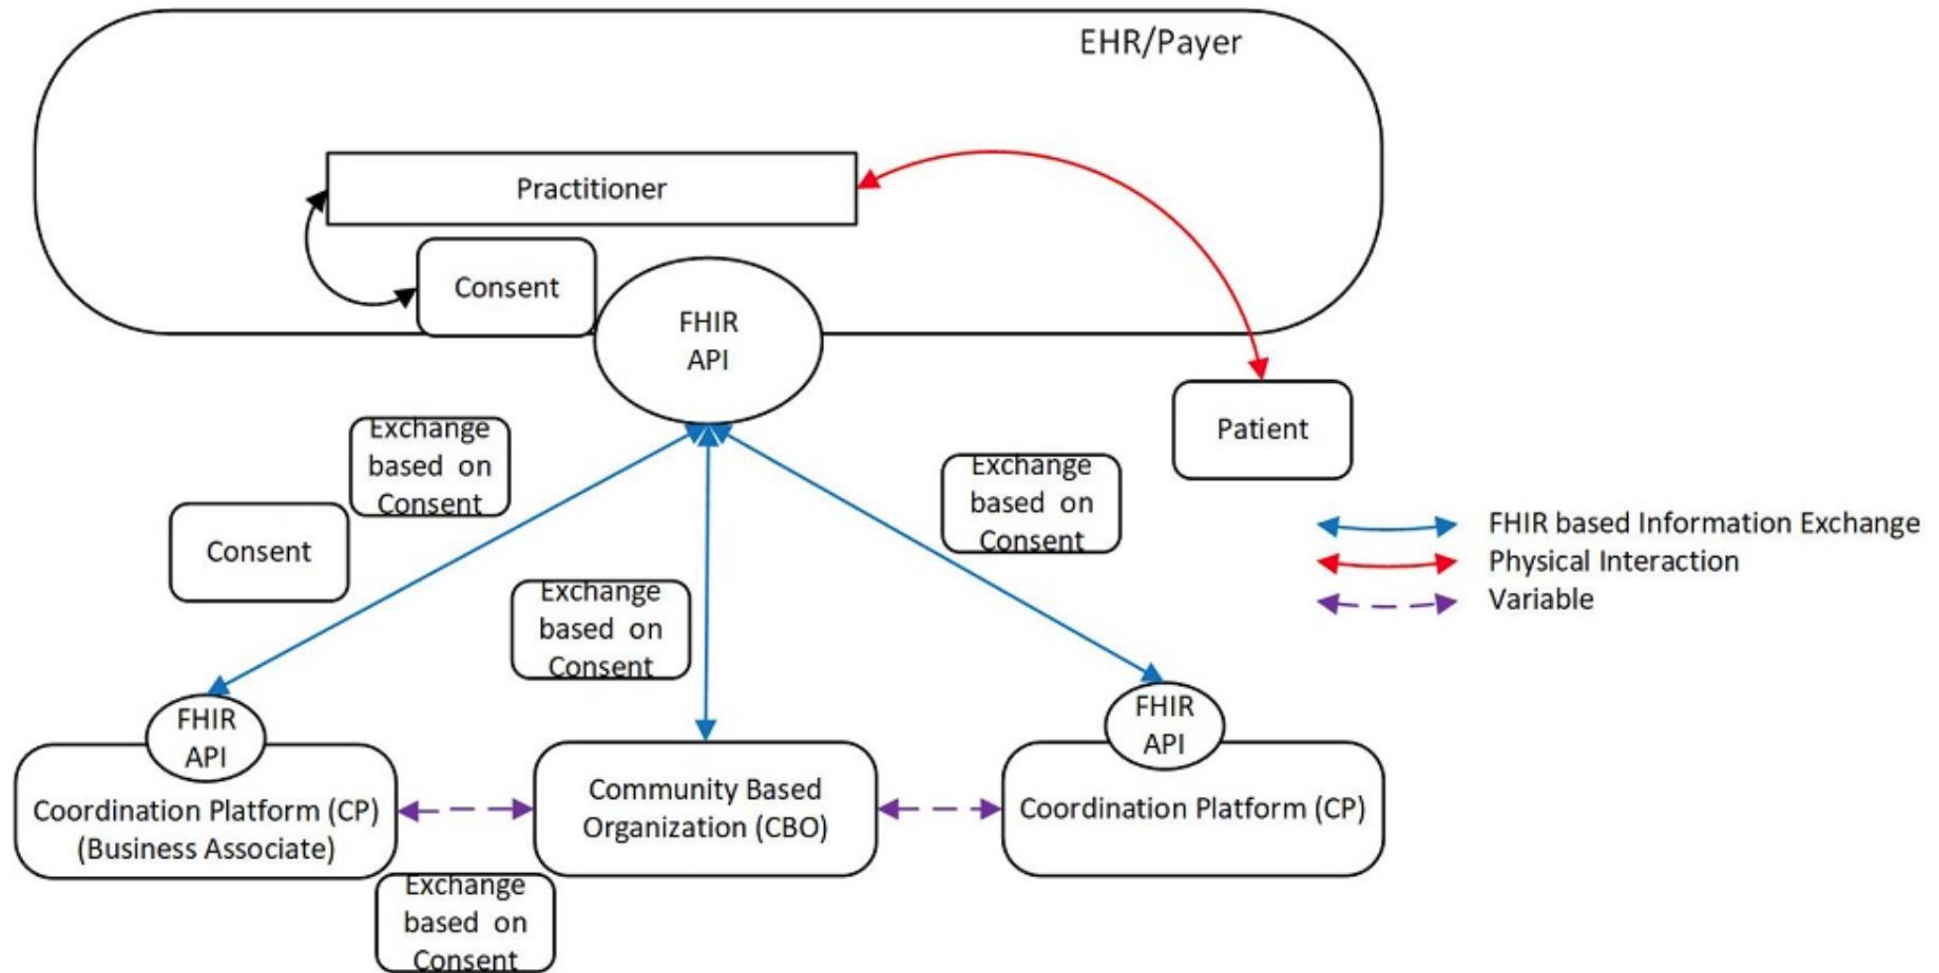 EHR/Payer
Practitioner
Consent
FHIR
API
Patient
Exchange
based on
Consent
Exchange
based on
Consent
Consent
Exchange
based on
Consent
FHIR based Information Exchange
Physical Interaction
Variable
FHIR
API
Coordination Platform (CP)
(Business Associate)
Community Based
Organization (CBO)
FHIR
API
Coordination Platform (CP)
Exchange
based on
Consent